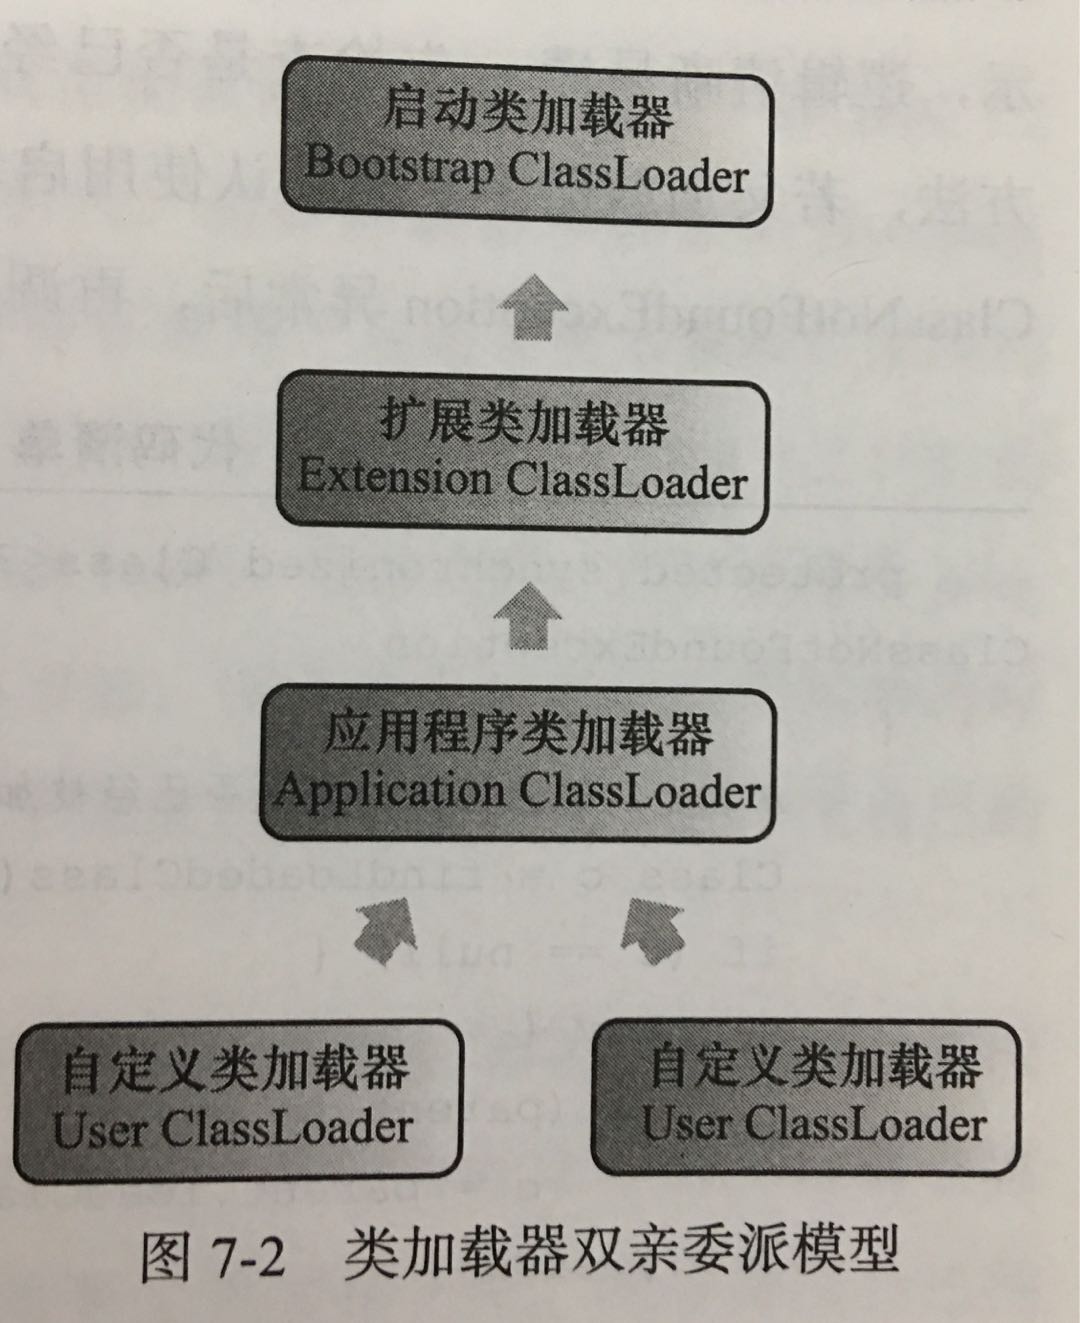 启动类加载器
Bootstrap ClassLoader
扩展类加载器
Extension ClassLoader
应用程序类加载器
Application ClassLoader
自定义类加载器
User ClassLoader
自定义类加载器
User ClassLoader
图 7-2 类加载器双亲委派模型